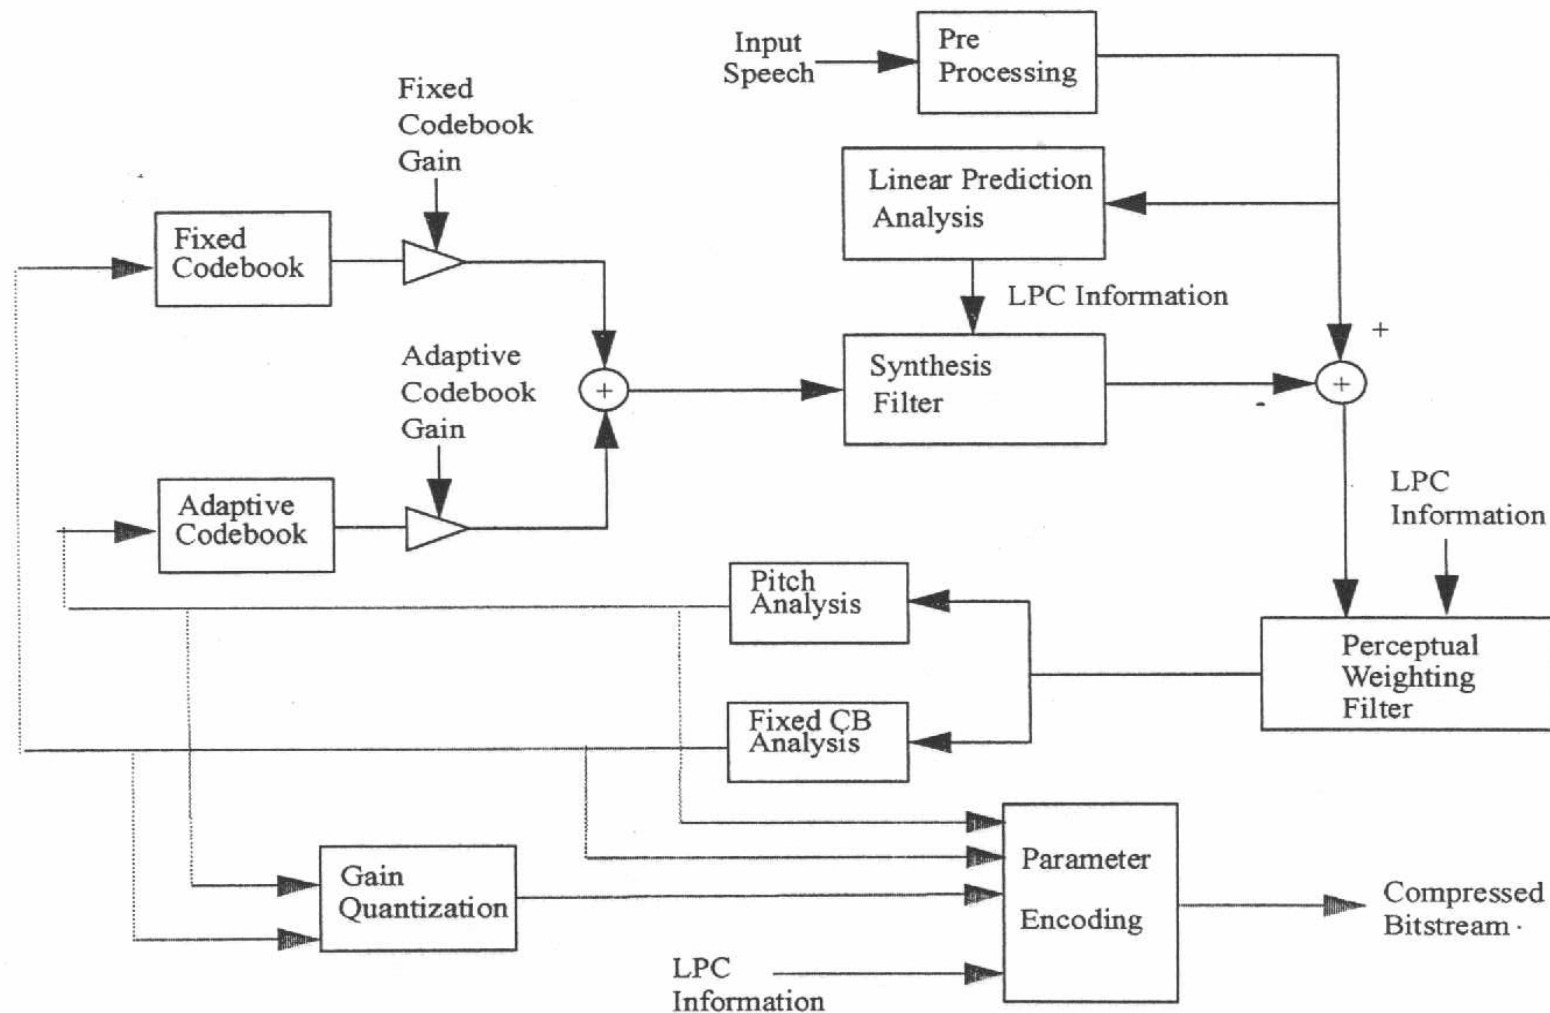 Input
Speech
Pre
Processing
Fixed
Codebook
Gain
Linear Prediction
Analysis
Fixed
Codebook
LPC Information
+
Adaptive
Codebook
Gain
+
Synthesis
Filter
-
+
Adaptive
Codebook
LPC
Information
Pitch
Analysis
Perceptual
Weighting
Filter
Fixed CB
Analysis
Gain
Quantization
Parameter
Encoding
Compressed
Bitstream
LPC
Information